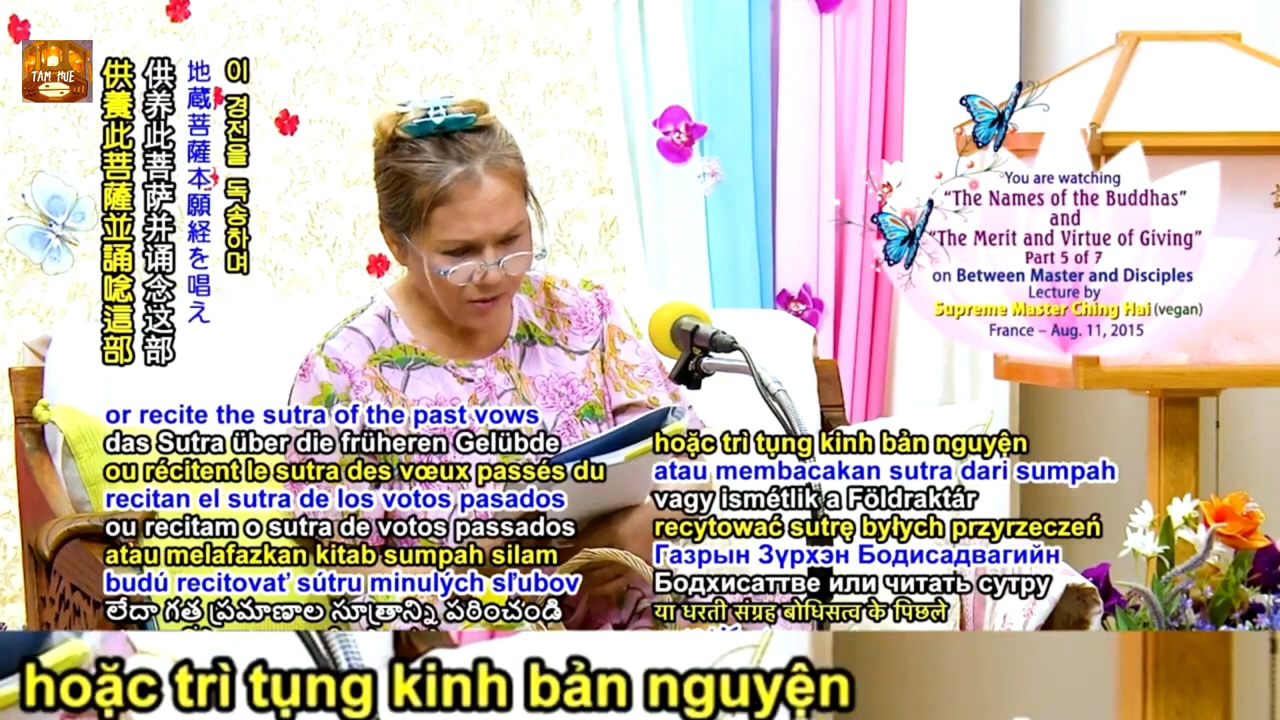 TAM HUE
이 경전을 독송하며
地蔵菩薩本願経を唱え
供养此菩萨并诵念这部
供養此菩薩並誦唸這部
You are watching
“The Names of the Buddhas”
and
“The Merit and Virtue of Giving”
Part 5 of 7
on Between Master and Disciples
Lecture by
Supreme Master Ching Hai (vegan)
France – Aug. 11, 2015
or recite the sutra of the past vows
das Sutra über die früheren Gelübde
ou récitent le sutra des vœux passés du
recitan el sutra de los votos pasados
ou recitam o sutra de votos passados
atau melafazkan kitab sumpah silam
budú recitovať sútru minulých sľubov
లేదా గత ప్రమాణాల సూత్రాన్ని పఠించండి
hoặc trì tụng kinh bản nguyện
atau membacakan sutra dari sumpah
vagy ismétlik a Földraktár
recytować sutrę byłych przyrzeczeń
Газрын Зүрхэн Бодисадвагийн
Бодхисаттве или читать сутру
या धरती संग्रह बोधिसत्व के पिछले
hoặc trì tụng kinh bản nguyện